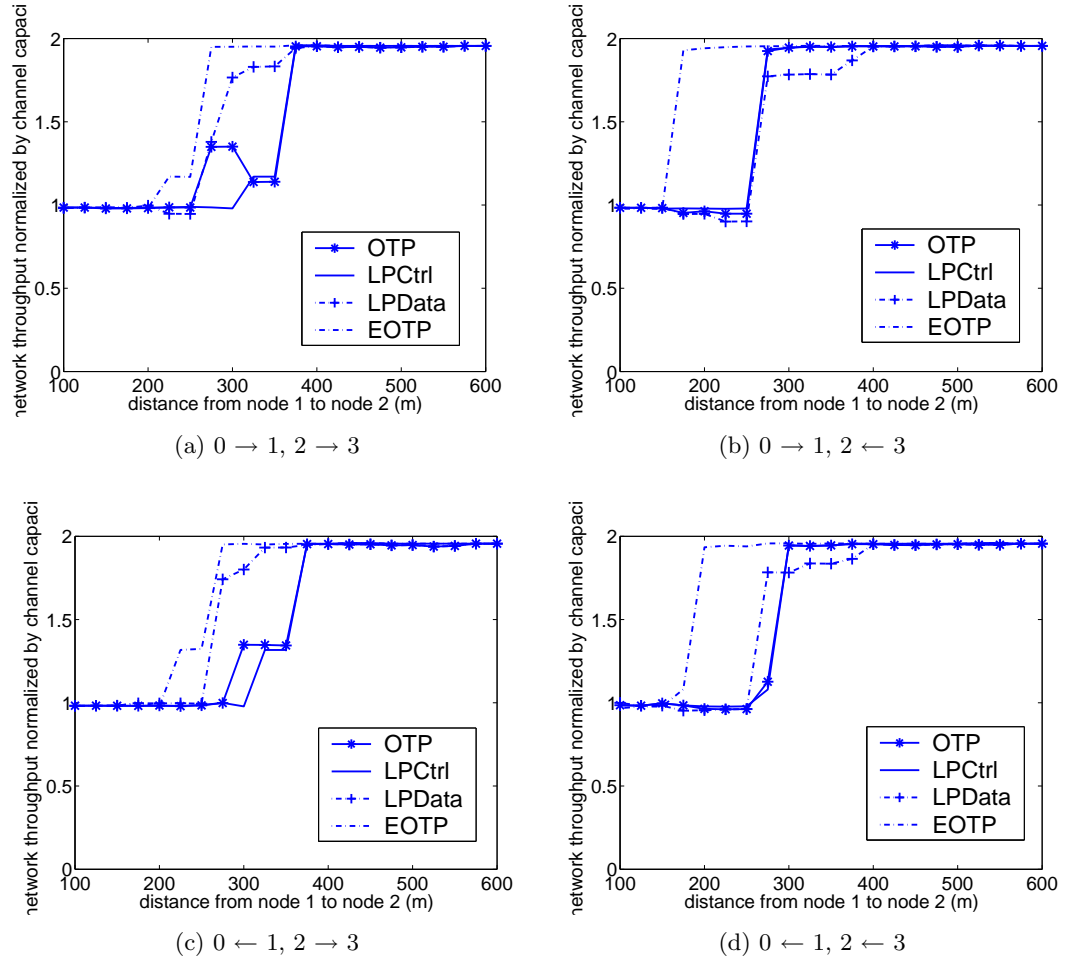 network throughput normalized by channel capaci
2
1.5
1
0.5
0
100 200 300 400 500 600
distance from node 1 to node 2 (m)
OTP
LPCtrl
LPData
EOTP
(a) 0 → 1, 2 → 3
network throughput normalized by channel capaci
2
1.5
1
0.5
0
100 200 300 400 500 600
distance from node 1 to node 2 (m)
OTP
LPCtrl
LPData
EOTP
(b) 0 → 1, 2 ← 3
network throughput normalized by channel capaci
2
1.5
1
0.5
0
100 200 300 400 500 600
distance from node 1 to node 2 (m)
OTP
LPCtrl
LPData
EOTP
(c) 0 ← 1, 2 → 3
network throughput normalized by channel capaci
2
1.5
1
0.5
0
100 200 300 400 500 600
distance from node 1 to node 2 (m)
OTP
LPCtrl
LPData
EOTP
(d) 0 ← 1, 2 ← 3